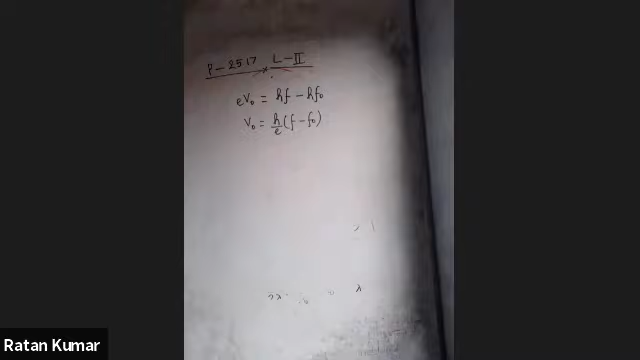 P-2517 L-II
eV₀ = hf - hf₀
V₀ = h/e (f - f₀)
Ratan Kumar